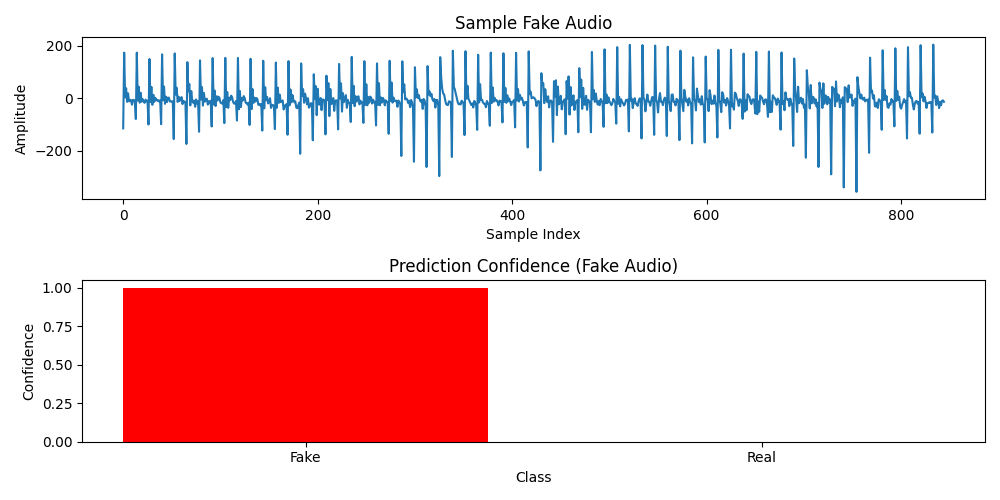 Sample Fake Audio
200
0
−200
Amplitude
0
200
400
600
800
Sample Index
Prediction Confidence (Fake Audio)
1.00
0.75
0.50
0.25
0.00
Confidence
Fake
Real
Class